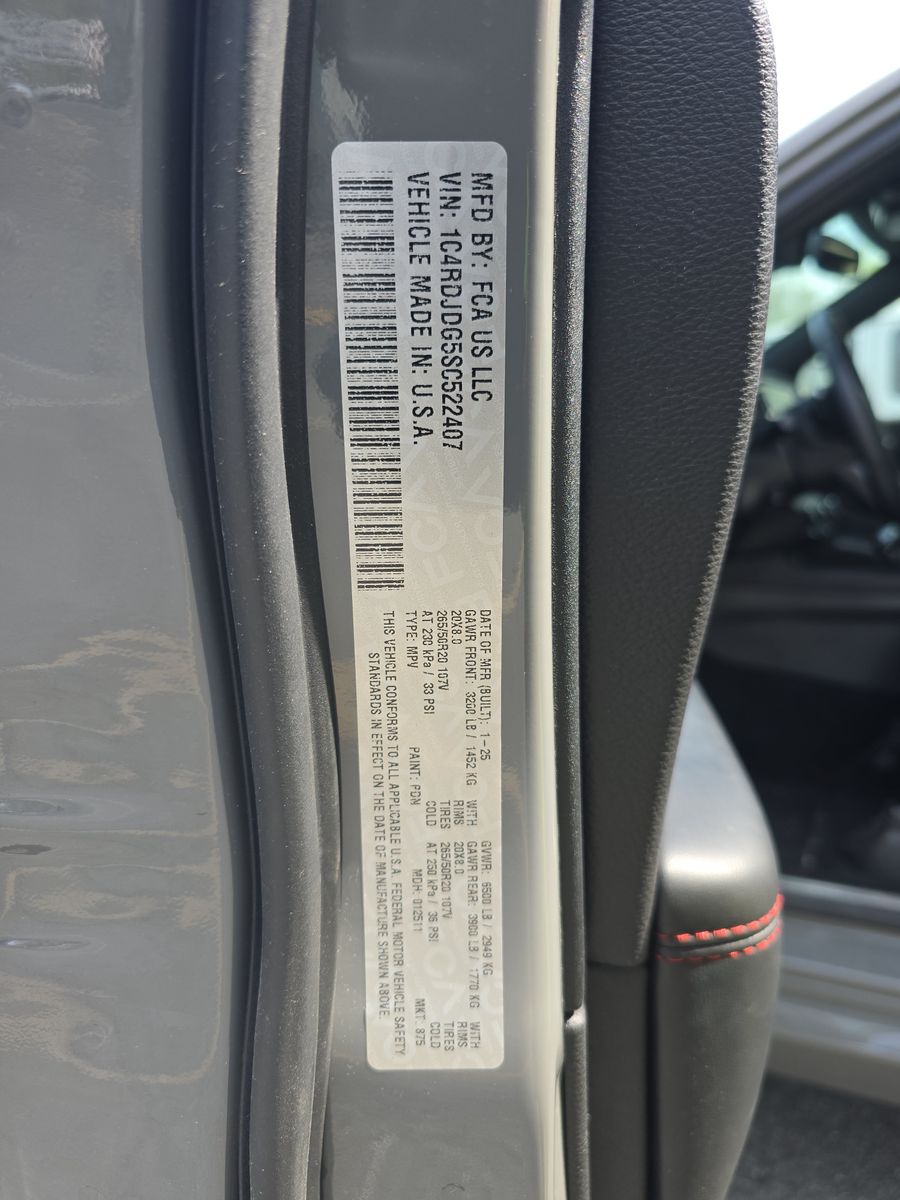 MFD BY: FCA US LLC
VIN: 1C4RDJDG5SC522407
VEHICLE MADE IN: U.S.A.
DATE OF MFR (BUILT): 1-25 GVWR: 6500 LB / 2949 KG
GAWR FRONT: 3200 LB / 1452 KG WITH GAWR REAR: 3900 LB / 1770 KG WITH
20X8.0 RIMS 20X8.0 RIMS
265/50R20 107V TIRES 265/50R20 107V TIRES
AT 230 kPa / 33 PSI COLD AT 250 kPa / 36 PSI COLD
TYPE: MPV PAINT: PDN MDH: 012511 MKT: 875
THIS VEHICLE CONFORMS TO ALL APPLICABLE U.S.A. FEDERAL MOTOR VEHICLE SAFETY
STANDARDS IN EFFECT ON THE DATE OF MANUFACTURE SHOWN ABOVE.